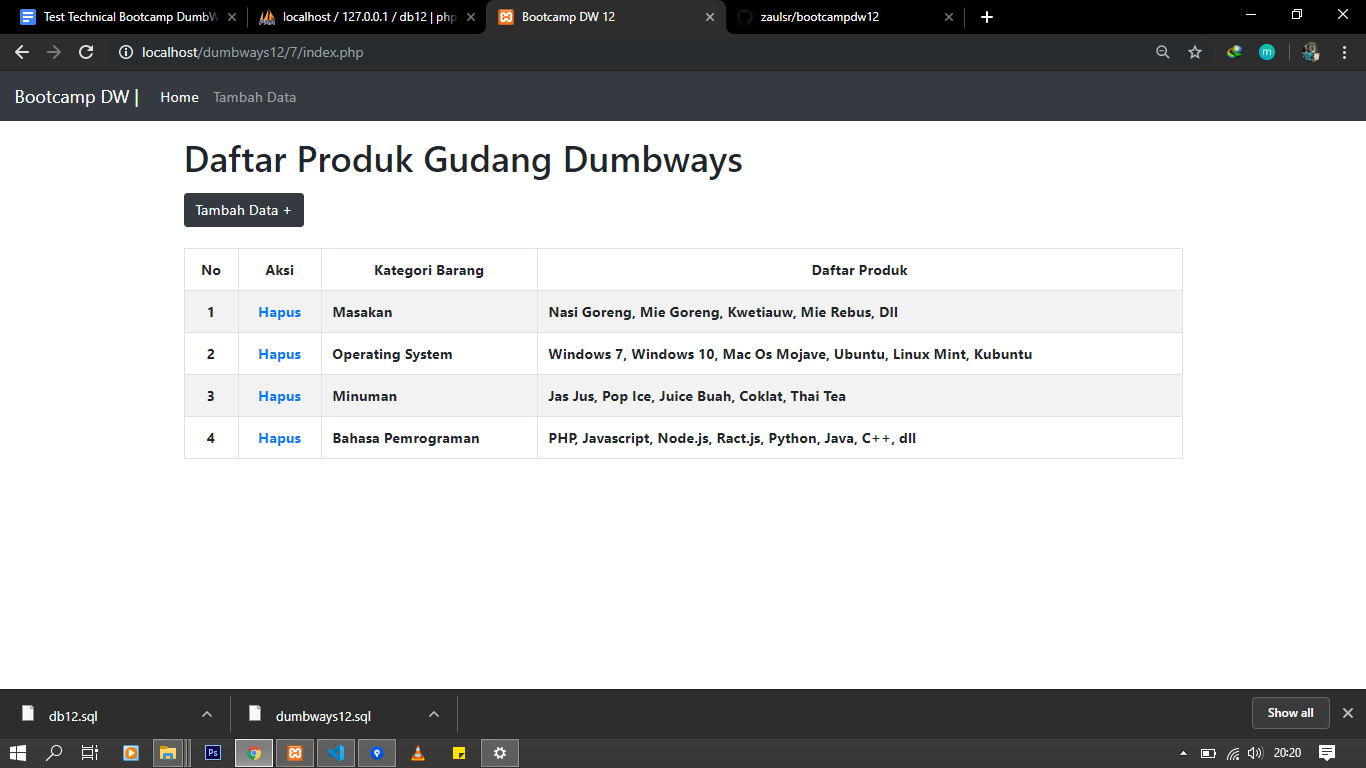 Test Technical Bootcamp DumbW
localhost / 127.0.0.1 / db12 | php
Bootcamp DW 12
zaulsr/bootcampdw12
localhost/dumbways12/7/index.php
m
Bootcamp DW | Home Tambah Data
Daftar Produk Gudang Dumbways
Tambah Data +
No Aksi Kategori Barang Daftar Produk
1 Hapus Masakan Nasi Goreng, Mie Goreng, Kwetiauw, Mie Rebus, Dll
2 Hapus Operating System Windows 7, Windows 10, Mac Os Mojave, Ubuntu, Linux Mint, Kubuntu
3 Hapus Minuman Jas Jus, Pop Ice, Juice Buah, Coklat, Thai Tea
4 Hapus Bahasa Pemrograman PHP, Javascript, Node.js, Ract.js, Python, Java, C++, dll
db12.sql dumbways12.sql Show all
Ps
20:20